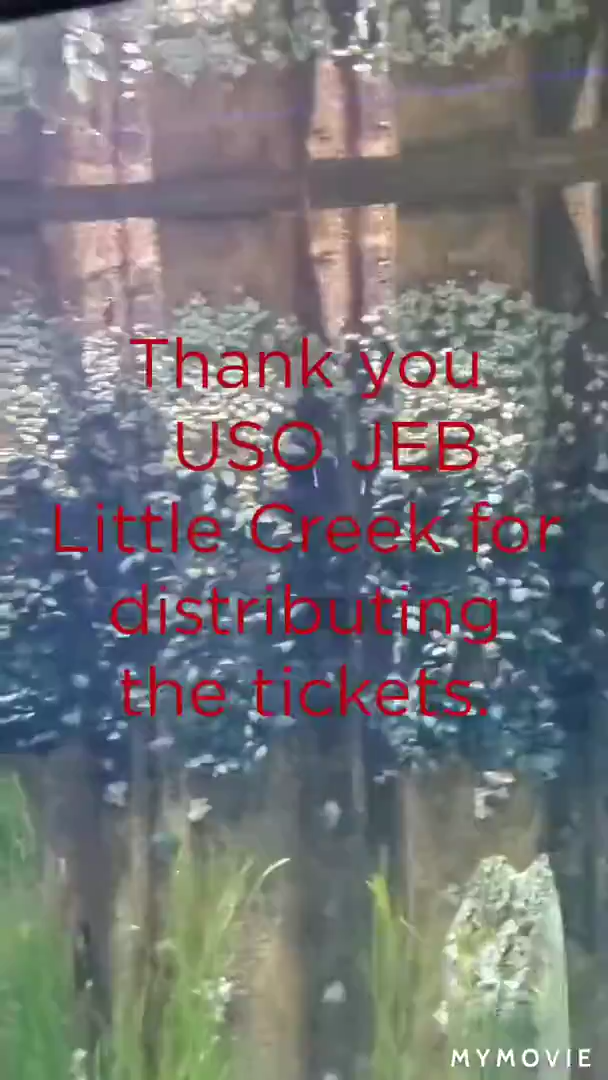 Thank you
USO JEB
Little Creek for
distributing
the tickets.
MYMOVIE